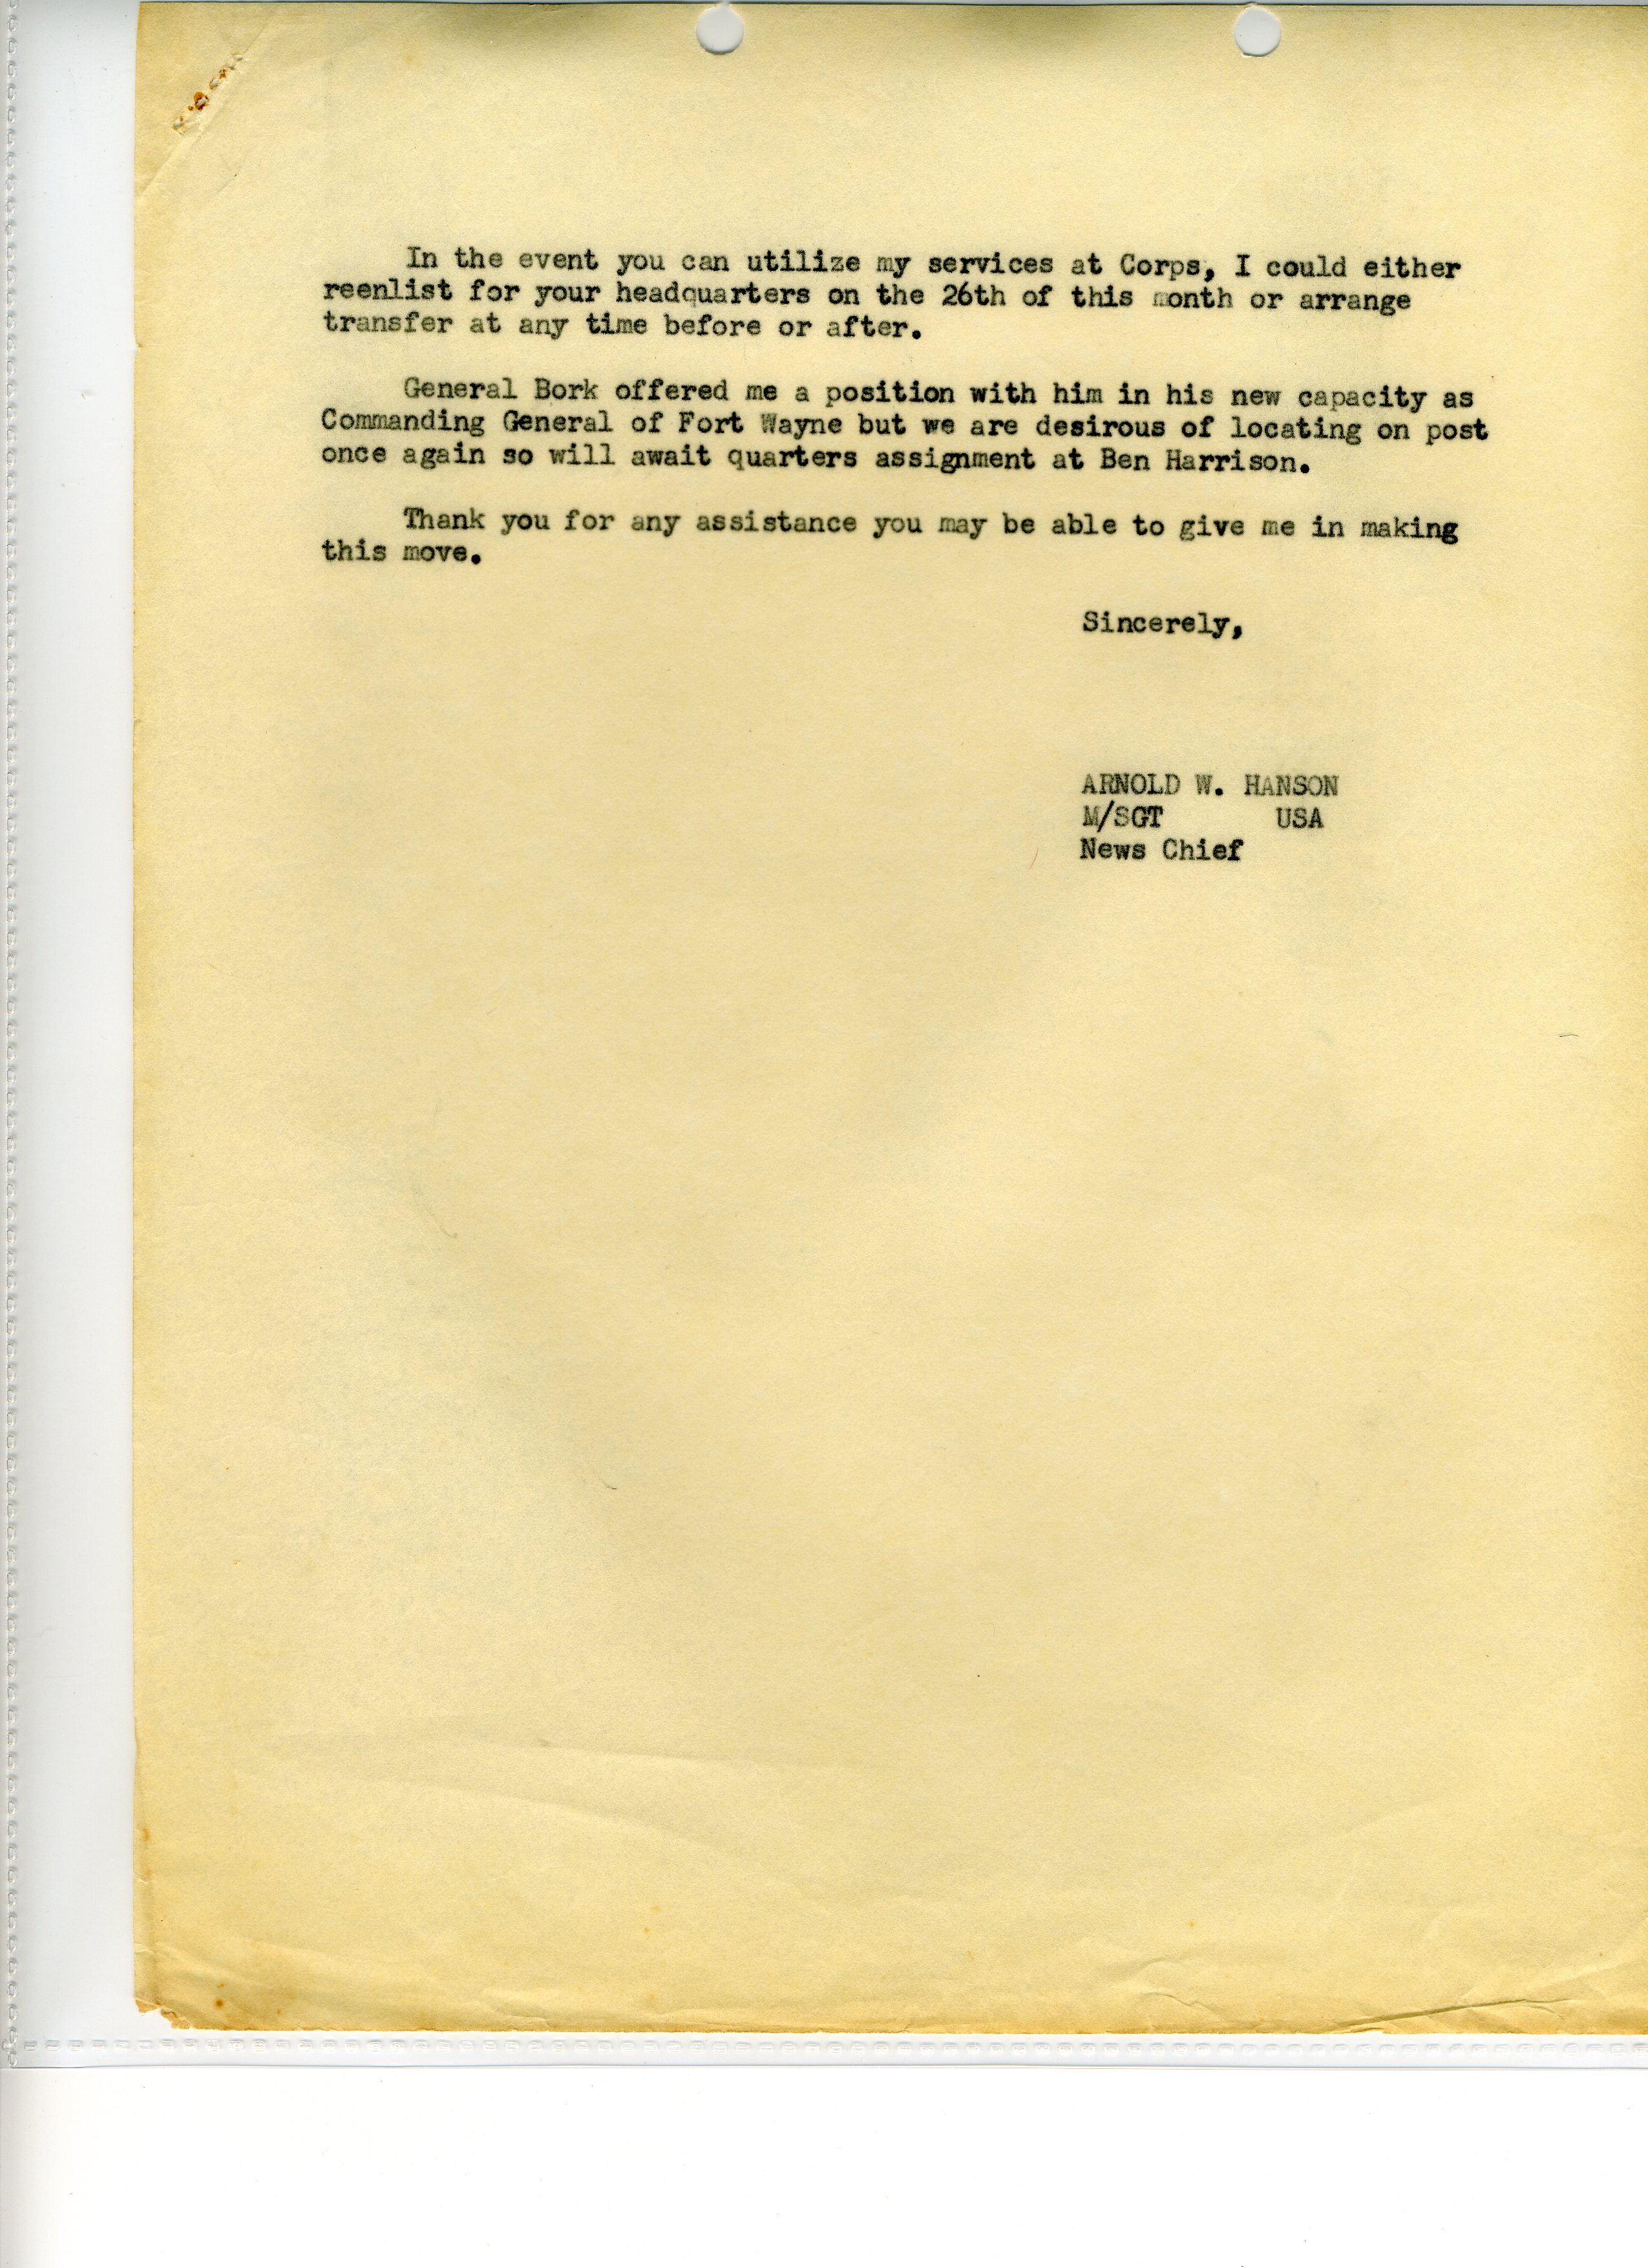 In the event you can utilize my services at Corps, I could either
reenlist for your headquarters on the 26th of this month or arrange
transfer at any time before or after.
General Bork offered me a position with him in his new capacity as
Commanding General of Fort Wayne but we are desirous of locating on post
once again so will await quarters assignment at Ben Harrison.
Thank you for any assistance you may be able to give me in making
this move.
Sincerely,
ARNOLD W. HANSON
M/SGT USA
News Chief